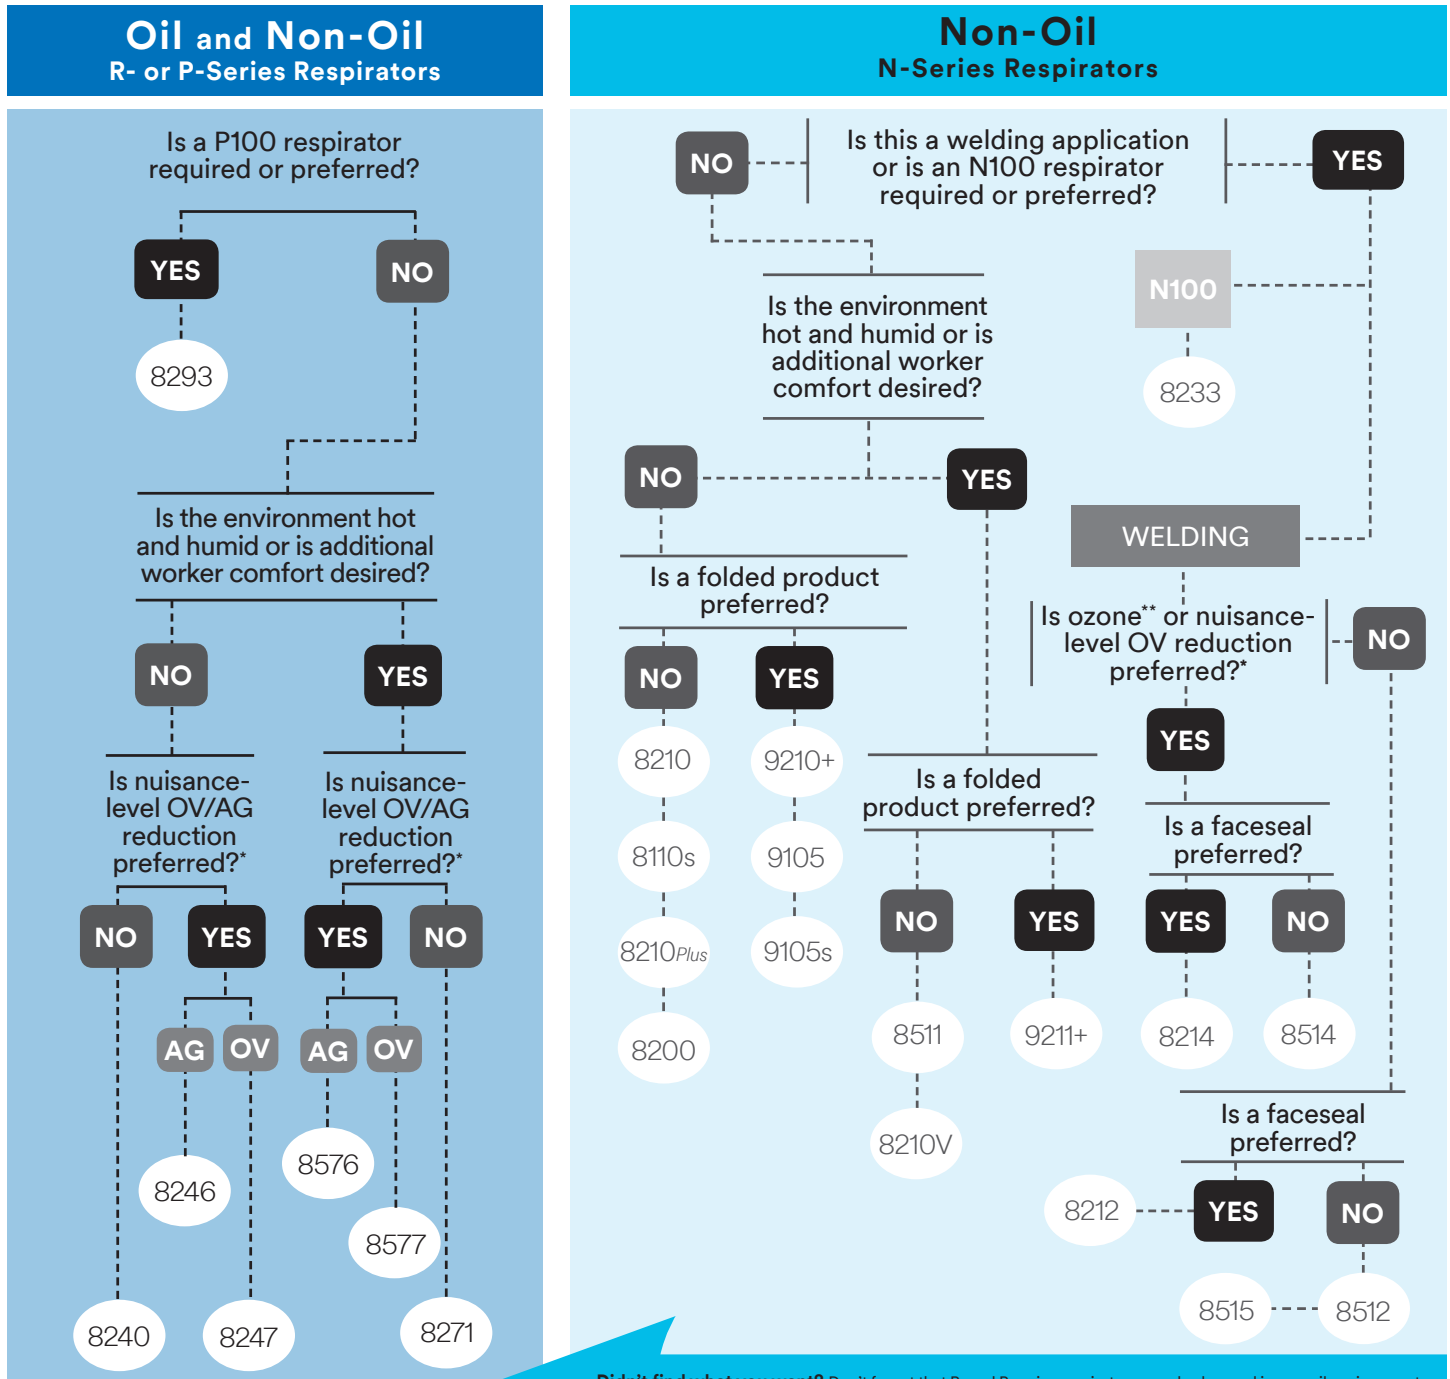 Oil and Non-Oil
R- or P-Series Respirators
Is a P100 respirator
required or preferred?
YES
NO
8293
Is the environment hot
and humid or is additional
worker comfort desired?
NO
YES
Is nuisance-
level OV/AG
reduction
preferred?*
Is nuisance-
level OV/AG
reduction
preferred?*
NO
YES
YES
NO
AG
OV
AG
OV
8576
8246
8577
8240
8247
8271
Non-Oil
N-Series Respirators
NO
Is this a welding application
or is an N100 respirator
required or preferred?
YES
Is the environment
hot and humid or is
additional worker
comfort desired?
N100
8233
NO
YES
WELDING
Is a folded product
preferred?
Is ozone** or nuisance-
level OV reduction
preferred?*
NO
NO
YES
YES
8210
9210+
8110s
9105
8210Plus
9105s
8200
Is a folded
product preferred?
NO
YES
8511
9211+
8210V
Is a faceseal
preferred?
YES
NO
8214
8514
Is a faceseal
preferred?
8212
YES
NO
8515
8512
Didn't find what you want?